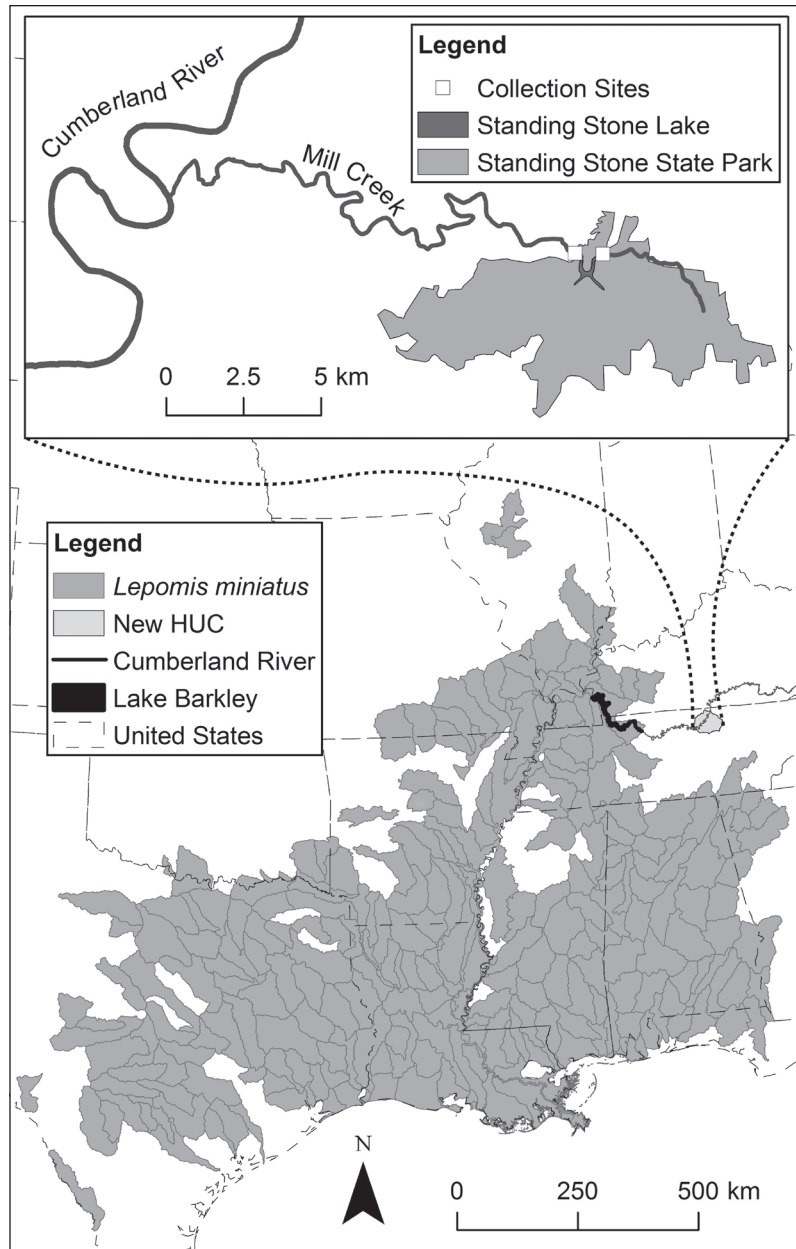 Legend
Collection Sites
Standing Stone Lake
Standing Stone State Park
Cumberland River
Mill Creek
0 2.5 5 km
Legend
Lepomis miniatus
New HUC
Cumberland River
Lake Barkley
United States
N
0 250 500 km